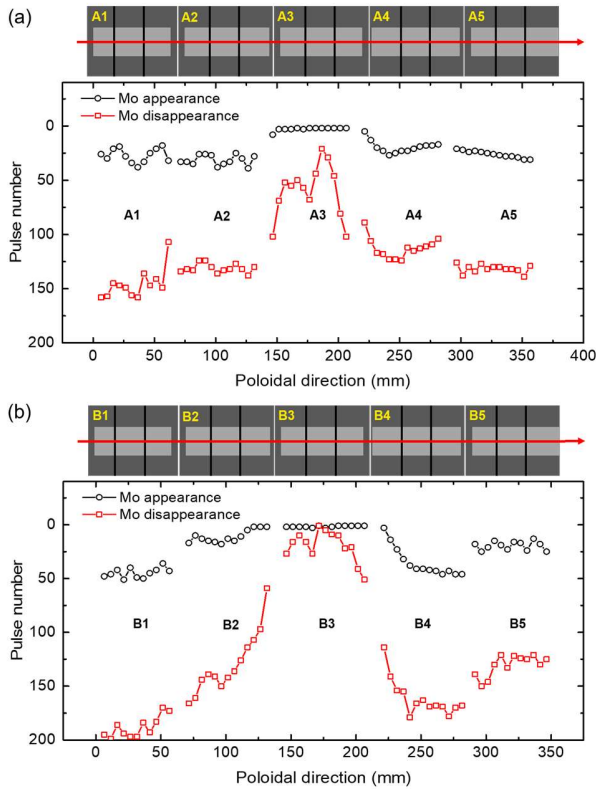 (a)
A1 A2 A3 A4 A5
Mo appearance
Mo disappearance
0
50
100
150
200
Pulse number
A1 A2 A3 A4 A5
0 50 100 150 200 250 300 350 400
Poloidal direction (mm)
(b)
B1 B2 B3 B4 B5
Mo appearance
Mo disappearance
0
50
100
150
200
Pulse number
B1 B2 B3 B4 B5
0 50 100 150 200 250 300 350
Poloidal direction (mm)